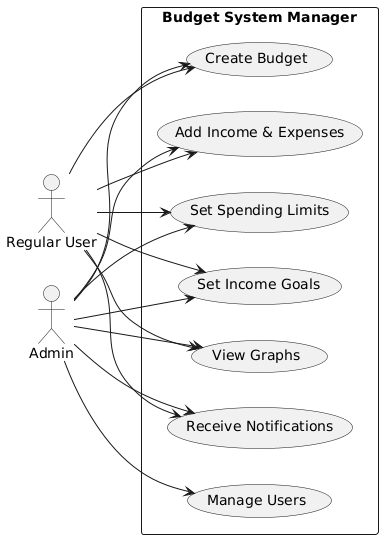 Budget System Manager
Create Budget
Add Income & Expenses
Set Spending Limits
Regular User
Set Income Goals
Admin
View Graphs
Receive Notifications
Manage Users